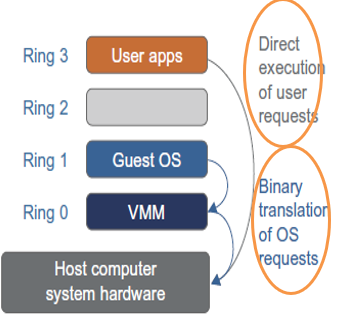 Ring 3
User apps
Direct
execution
of user
requests
Ring 2
Ring 1
Guest OS
Binary
translation
of OS
requests
Ring 0
VMM
Host computer
system hardware